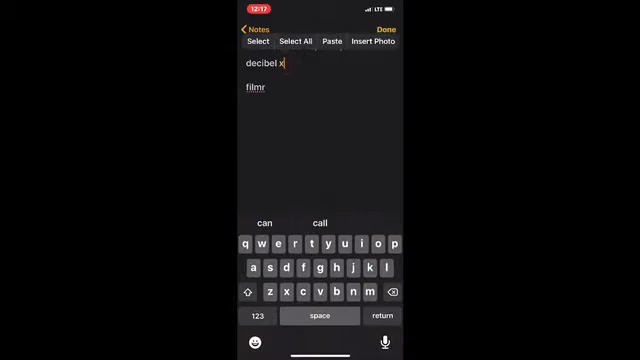 12:17
LTE
Notes
Done
Select
Select All
Paste
Insert Photo
decibel x
filmr
can
call
q w e r t y u i o p
a s d f g h j k l
z x c v b n m
123
space
return